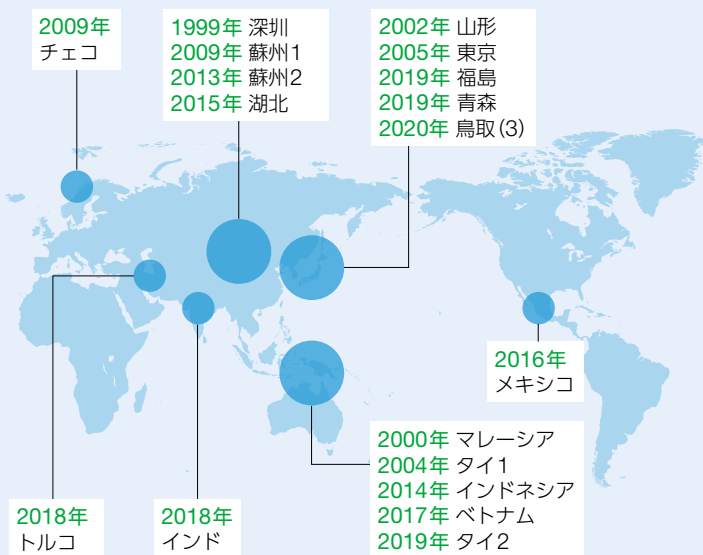 2009年
チェコ
1999年 深圳
2009年 蘇州1
2013年 蘇州2
2015年 湖北
2002年 山形
2005年 東京
2019年 福島
2019年 青森
2020年 鳥取(3)
2016年
メキシコ
2018年
トルコ
2018年
インド
2000年 マレーシア
2004年 タイ1
2014年 インドネシア
2017年 ベトナム
2019年 タイ2